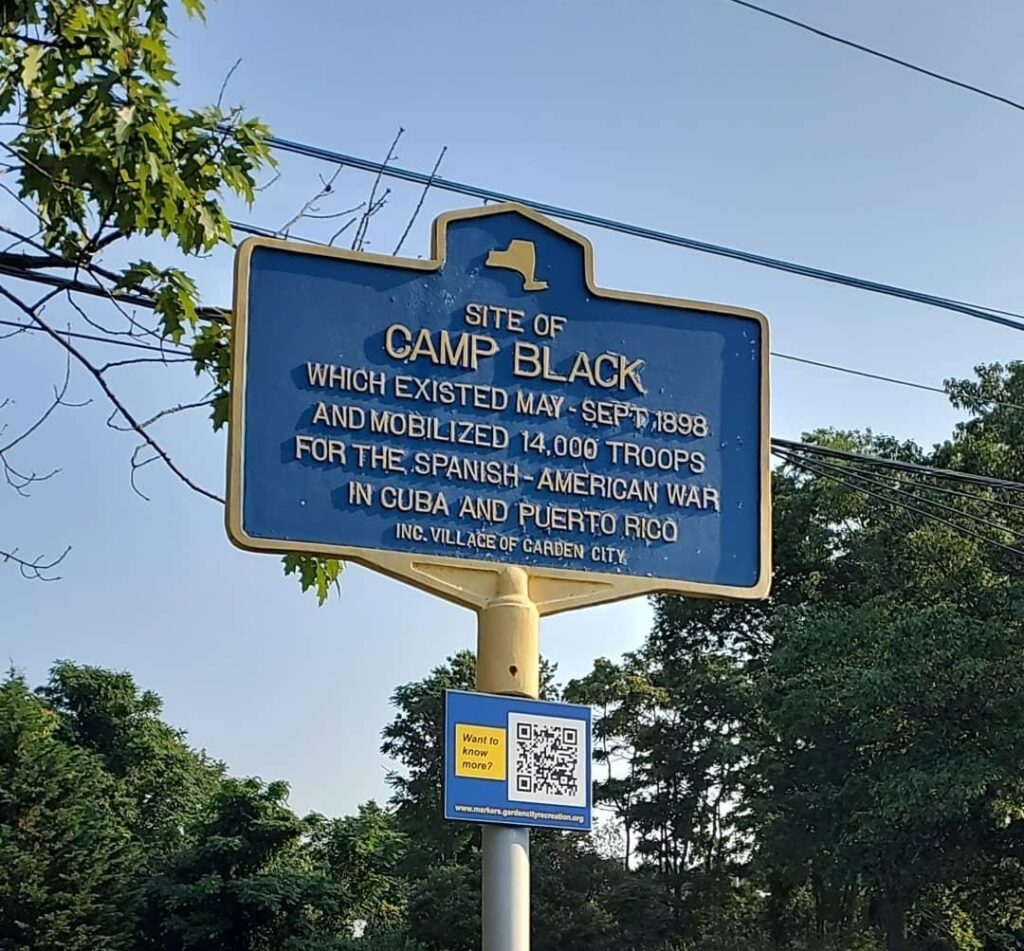 SITE OF
CAMP BLACK
WHICH EXISTED MAY - SEPT. 1898
AND MOBILIZED 14,000 TROOPS
FOR THE SPANISH - AMERICAN WAR
IN CUBA AND PUERTO RICO
INC. VILLAGE OF GARDEN CITY
Want to
know
more?
www.markers.gardencityrecreation.org